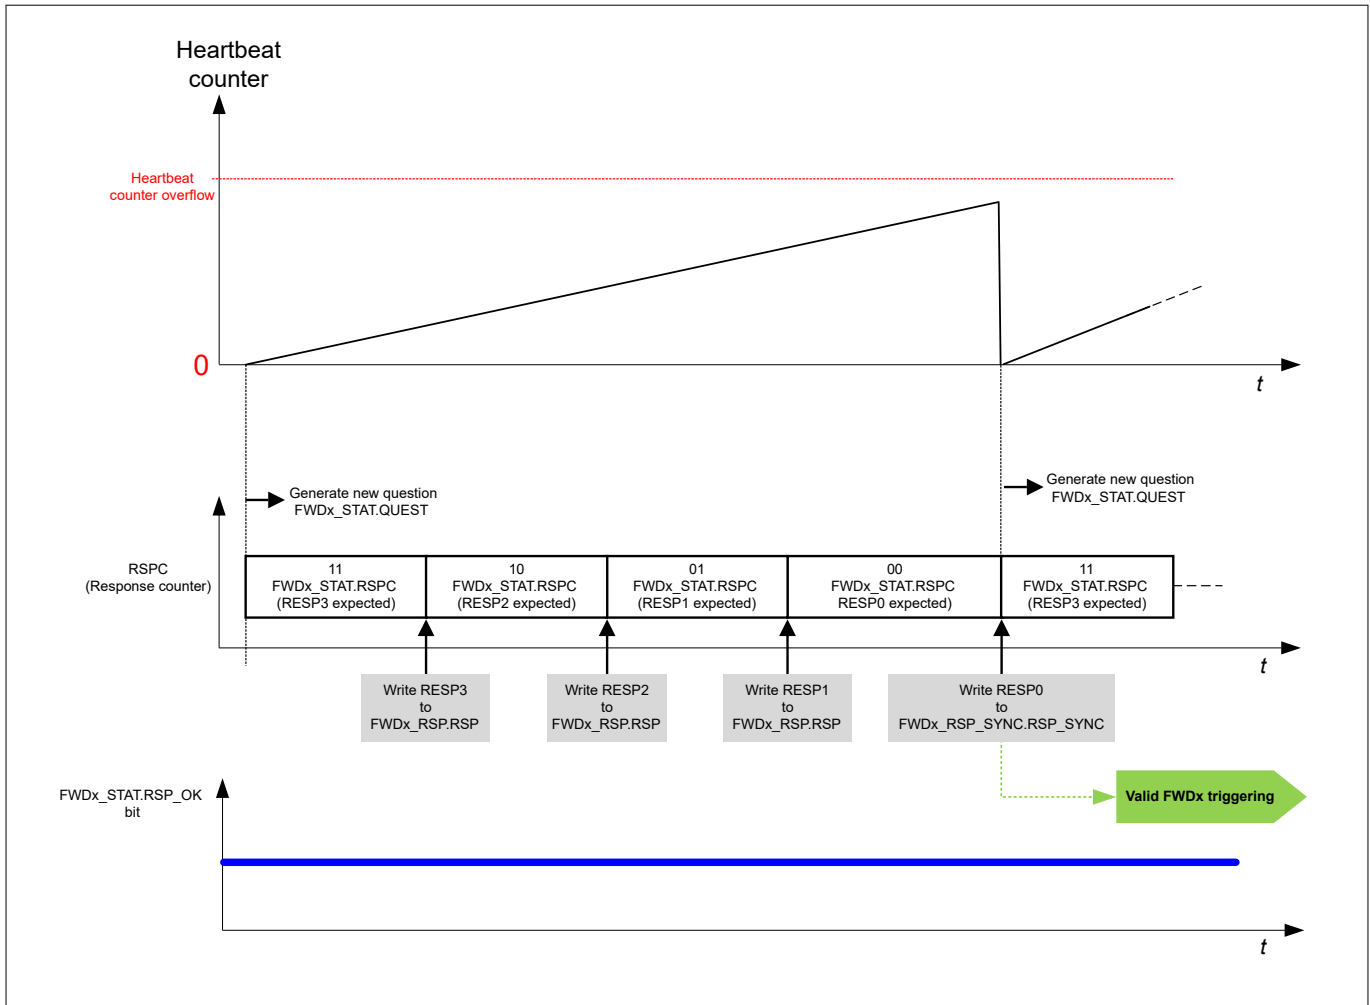 Heartbeat
counter
Heartbeat
counter overflow
0
t
Generate new question
FWDx_STAT.QUEST
Generate new question
FWDx_STAT.QUEST
RSPC
(Response counter)
11
FWDx_STAT.RSPC
(RESP3 expected)
10
FWDx_STAT.RSPC
(RESP2 expected)
01
FWDx_STAT.RSPC
(RESP1 expected)
00
FWDx_STAT.RSPC
RESP0 expected)
11
FWDx_STAT.RSPC
(RESP3 expected)
t
Write RESP3
to
FWDx_RSP.RSP
Write RESP2
to
FWDx_RSP.RSP
Write RESP1
to
FWDx_RSP.RSP
Write RESP0
to
FWDx_RSP_SYNC.RSP_SYNC
FWDx_STAT.RSP_OK
bit
Valid FWDx triggering
t